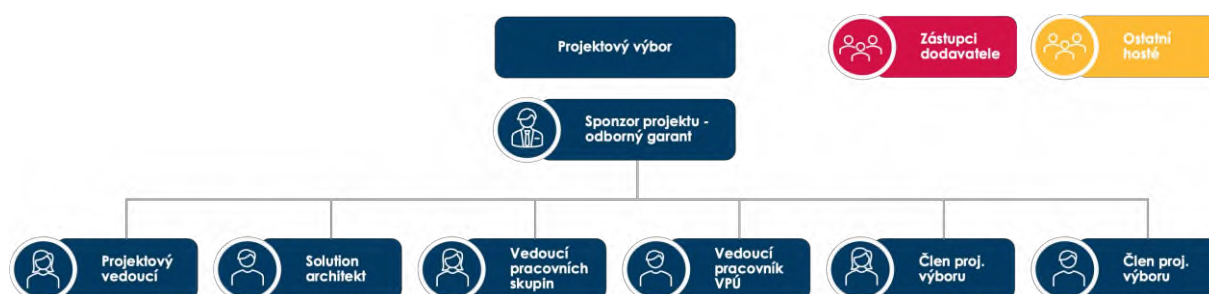 Projektový výbor
Zástupci
dodavatele
Ostatní
hosté
Sponzor projektu -
odborný garant
Projektový
vedoucí
Solution
architekt
Vedoucí
pracovních
skupin
Vedoucí
pracovník
VPÚ
Člen proj.
výboru
Člen proj.
výboru